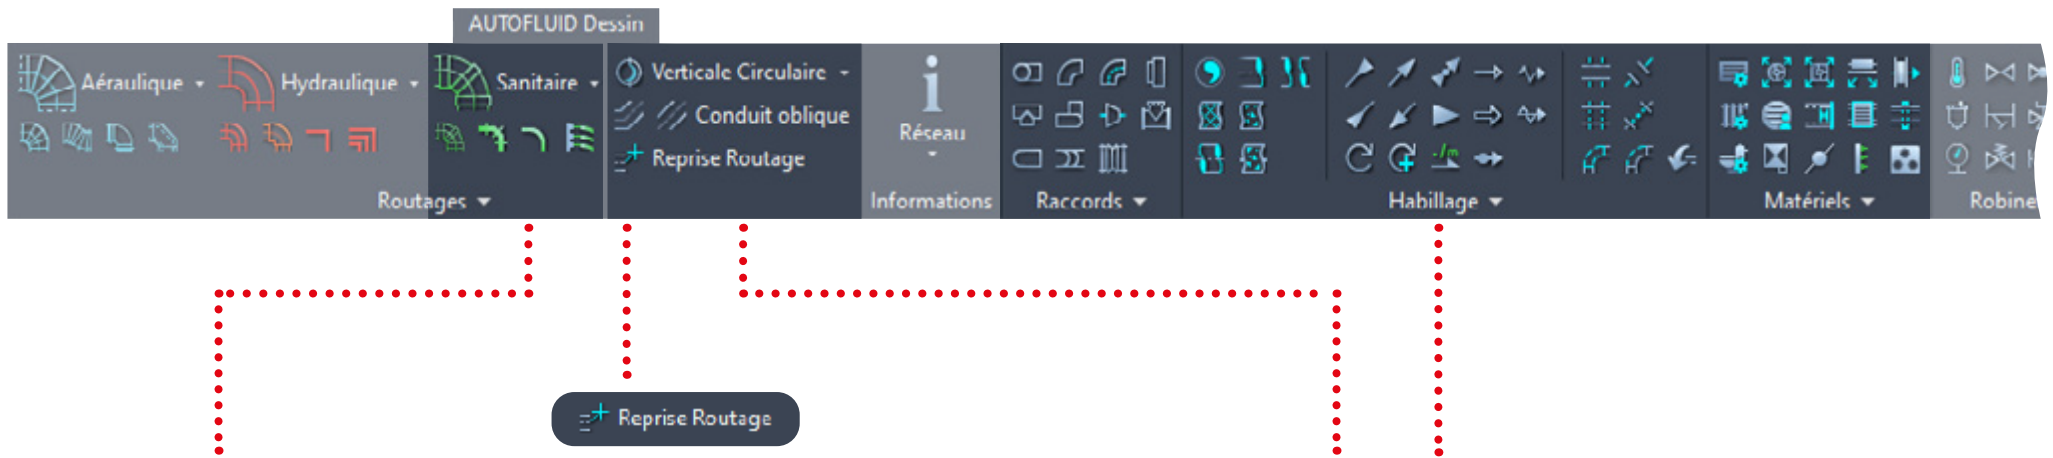 AUTOFLUID Dessin
Aéraulique
Hydraulique
Sanitaire
Routages
Verticale Circulaire
Conduit oblique
Reprise Routage
Réseau
Informations
Raccords
Habillage
Matériels
Robine
Reprise Routage